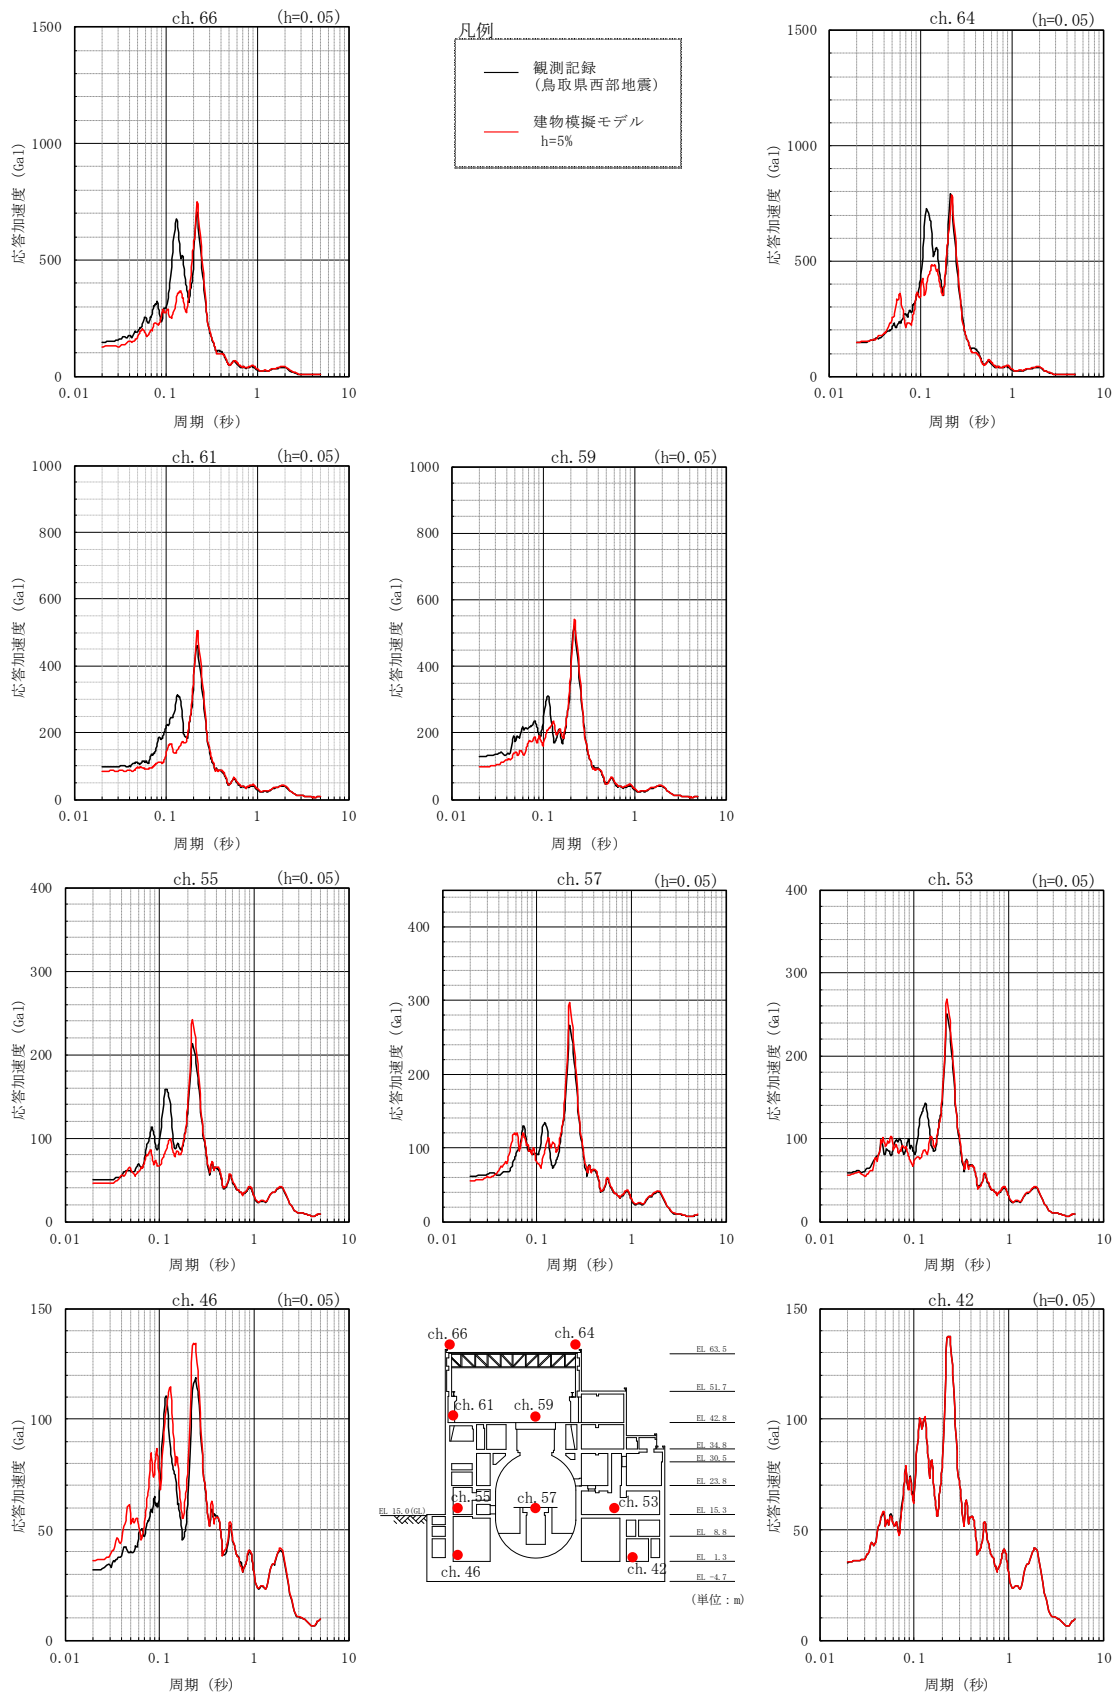 ch.66 (h=0.05)
1500
1000
500
0
0.01 0.1 1 10
応答加速度 (Gal)
周期 (秒)
凡例
観測記録
(鳥取県西部地震)
建物模擬モデル
h=5%
ch.64 (h=0.05)
1500
1000
500
0
0.01 0.1 1 10
応答加速度 (Gal)
周期 (秒)
ch.61 (h=0.05)
1000
800
600
400
200
0
0.01 0.1 1 10
応答加速度 (Gal)
周期 (秒)
ch.59 (h=0.05)
1000
800
600
400
200
0
0.01 0.1 1 10
応答加速度 (Gal)
周期 (秒)
ch.55 (h=0.05)
400
300
200
100
0
0.01 0.1 1 10
応答加速度 (Gal)
周期 (秒)
ch.57 (h=0.05)
400
300
200
100
0
0.01 0.1 1 10
応答加速度 (Gal)
周期 (秒)
ch.53 (h=0.05)
400
300
200
100
0
0.01 0.1 1 10
応答加速度 (Gal)
周期 (秒)
ch.46 (h=0.05)
150
100
50
0
0.01 0.1 1 10
応答加速度 (Gal)
周期 (秒)
ch.66 ch.64
EL 63.5
EL 51.7
ch.61 ch.59
EL 42.8
EL 34.8
EL 30.5
EL 23.8
ch.55 ch.57 ch.53
EL 15.0(GL)
EL 15.3
EL 8.8
EL 1.3
ch.46 ch.42
EL -4.7
(単位:m)
ch.42 (h=0.05)
150
100
50
0
0.01 0.1 1 10
応答加速度 (Gal)
周期 (秒)